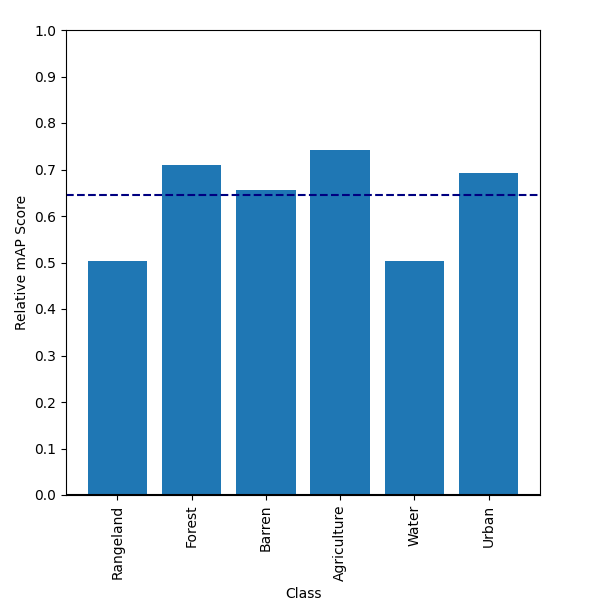 1.0
0.9
0.8
0.7
0.6
0.5
0.4
0.3
0.2
0.1
0.0
Relative mAP Score
Rangeland
Forest
Barren
Agriculture
Water
Urban
Class